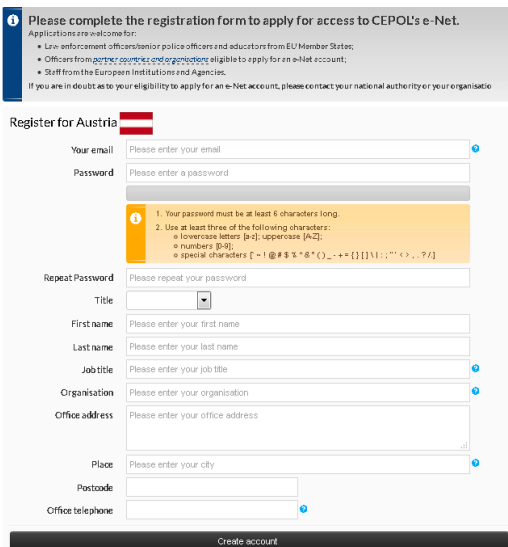 Please complete the registration form to apply for access to CEPOL's e-Net.
Applications are welcome for:
• Law enforcement officers/senior police officers and educators from EU Member States;
• Officers from partner countries and organisations eligible to apply for an e-Net account;
• Staff from the European Institutions and Agencies.
If you are in doubt as to your eligibility to apply for an e-Net account, please contact your national authority or your organisatio
Register for Austria
Your email Please enter your email
Password Please enter a password
1. Your password must be at least 6 characters long.
2. Use at least three of the following characters:
o lowercase letters [a-z]; uppercase [A-Z];
o numbers [0-9];
o special characters [` ~ ! @ # $ % ^ & * ( ) _ - + = { } [ ] \ | : ; " ' < > , . ? /]
Repeat Password Please repeat your password
Title
First name Please enter your first name
Last name Please enter your last name
Job title Please enter your job title
Organisation Please enter your organisation
Office address Please enter your office address
Place Please enter your city
Postcode
Office telephone
Create account